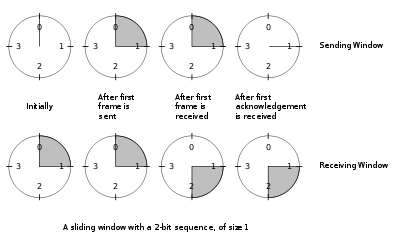 0
3 1
2
0
3 1
2
0
3 1
2
0
3 1
2
Sending Window
Initially
After first
frame is
sent
After first
frame is
received
After first
acknowledgement
is received
0
3 1
2
0
3 1
2
0
3 1
2
0
3 1
2
Receiving Window
A sliding window with a 2-bit sequence, of size 1